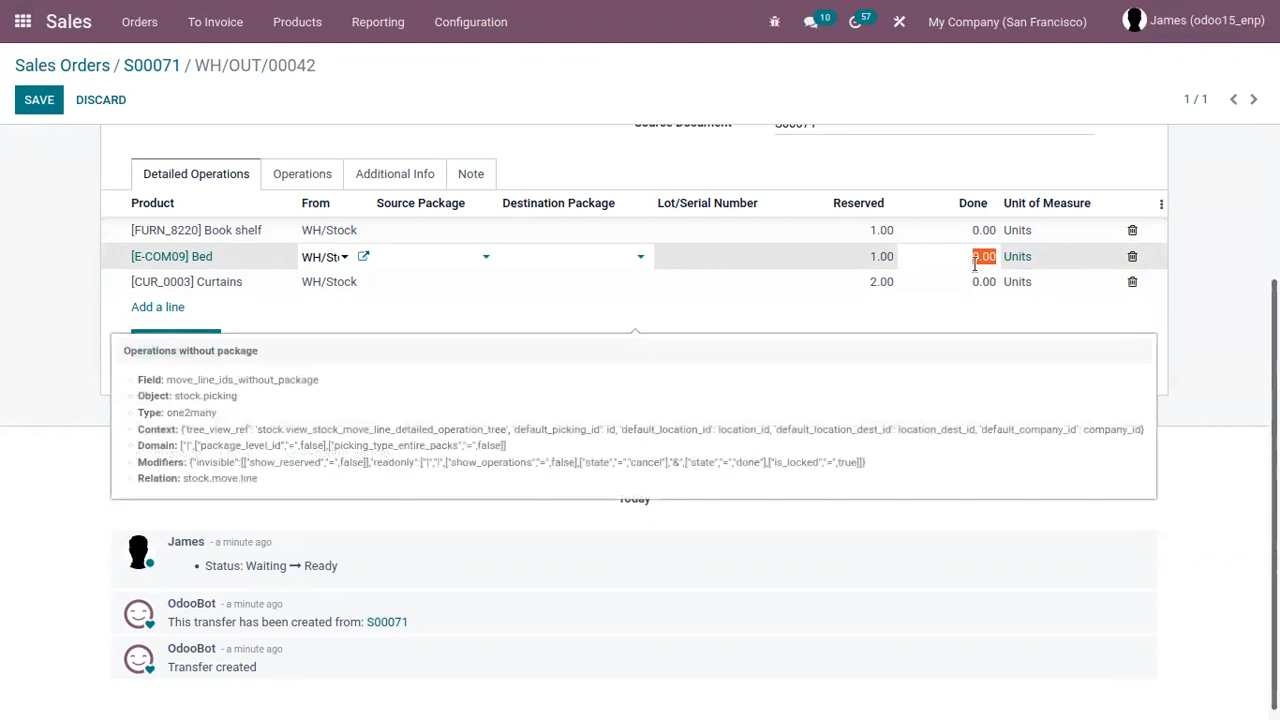 Sales Orders To Invoice Products Reporting Configuration 10 57 My Company (San Francisco) James (odoo15_enp)
Sales Orders / S00071 / WH/OUT/00042
SAVE DISCARD 1 / 1
Source Document S00071
Detailed Operations Operations Additional Info Note
Product From Source Package Destination Package Lot/Serial Number Reserved Done Unit of Measure
[FURN_8220] Book shelf WH/Stock 1.00 0.00 Units
[E-COM09] Bed WH/St 1.00 0.00 Units
[CUR_0003] Curtains WH/Stock 2.00 0.00 Units
Add a line
Operations without package
Field: move_line_ids_without_package
Object: stock.picking
Type: one2many
Context: {'tree_view_ref': 'stock.view_stock_move_line_detailed_operation_tree', 'default_picking_id': id, 'default_location_id': location_id, 'default_location_dest_id': location_dest_id, 'default_company_id': company_id}
Domain: ["|",["package_level_id","=",false],["picking_type_entire_packs","=",false]]
Modifiers: {"invisible":[["show_reserved","=",false]],"readonly":["|","|",["show_operations","=",false],["state","=","cancel"],"&",["state","=","done"],["is_locked","=",true]]}
Relation: stock.move.line
Today
James - a minute ago
• Status: Waiting → Ready
OdooBot - a minute ago
This transfer has been created from: S00071
OdooBot - a minute ago
Transfer created